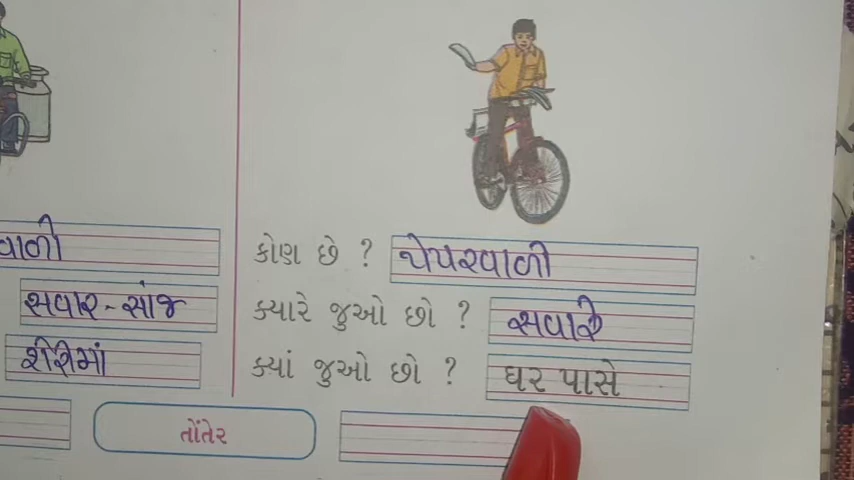 વાળો
સવાર-સાંજ
શેરીમાં
કોણ છે ? પેપરવાળો
ક્યારે જુઓ છો ? સવારે
ક્યાં જુઓ છો ? ઘર પાસે
તોંતેર